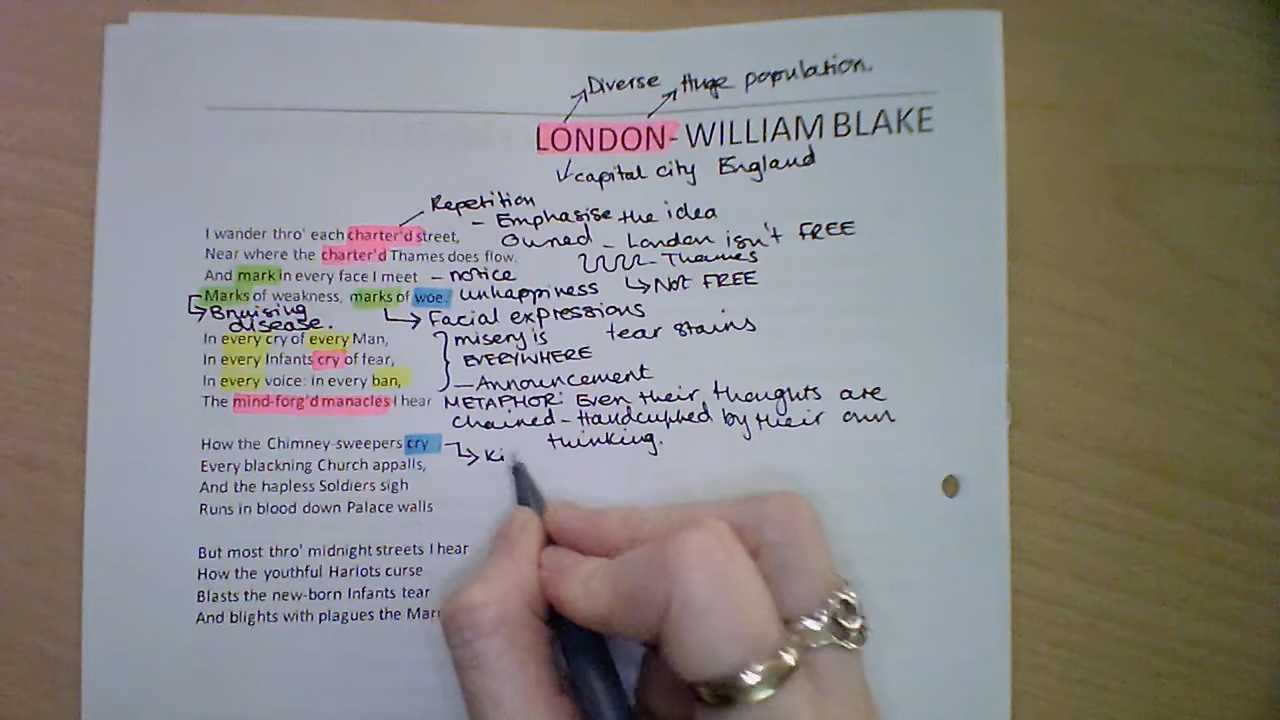 Diverse Huge population.
LONDON- WILLIAM BLAKE
capital city England
Repetition
- Emphasise the idea
I wander thro' each charter'd street,
owned - London isn't FREE
Near where the charter'd Thames does flow.
- Thames
And mark in every face I meet - notice
Not FREE
Marks of weakness, marks of woe. unhappiness
Bruising
disease.
Facial expressions
tear stains
In every cry of every Man,
misery is
In every Infants cry of fear,
EVERYWHERE
In every voice: In every ban,
- Announcement
The mind-forg'd manacles I hear METAPHOR: Even their thoughts are
chained - Handcuffed by their own
thinking.
How the Chimney-sweepers cry
Ki
Every blackning Church appalls,
And the hapless Soldiers sigh
Runs in blood down Palace walls
But most thro' midnight streets I hear
How the youthful Harlots curse
Blasts the new-born Infants tear
And blights with plagues the Marr